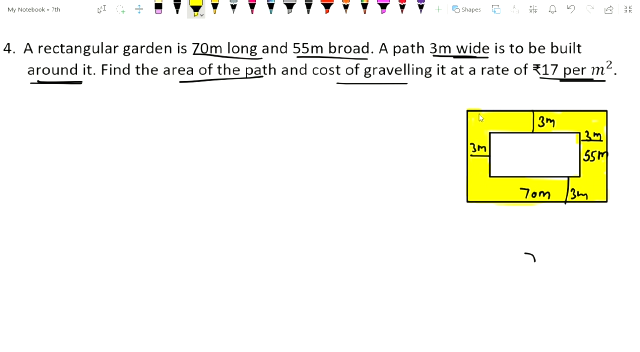 My Notebook • 7th
Shapes
4. A rectangular garden is 70m long and 55m broad. A path 3m wide is to be built
around it. Find the area of the path and cost of gravelling it at a rate of ₹17 per m².
3m
3m
3m
55m
70m
3m